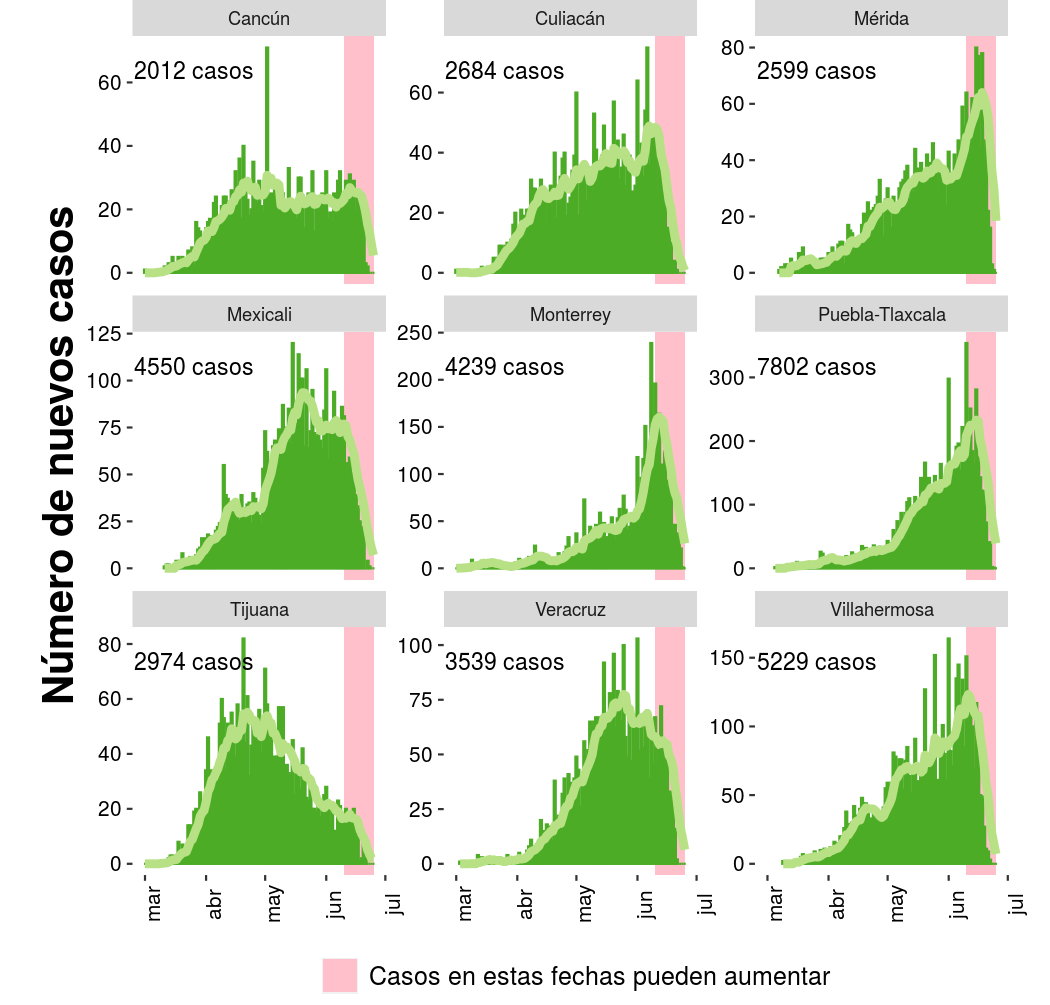 Número de nuevos casos
Cancún
2012 casos
60
40
20
0
Culiacán
2684 casos
60
40
20
0
Mérida
2599 casos
80
60
40
20
0
Mexicali
4550 casos
125
100
75
50
25
0
Monterrey
4239 casos
250
200
150
100
50
0
Puebla-Tlaxcala
7802 casos
300
200
100
0
Tijuana
2974 casos
80
60
40
20
0
mar
abr
may
jun
jul
Veracruz
3539 casos
100
75
50
25
0
mar
abr
may
jun
jul
Villahermosa
5229 casos
150
100
50
0
mar
abr
may
jun
jul
Casos en estas fechas pueden aumentar